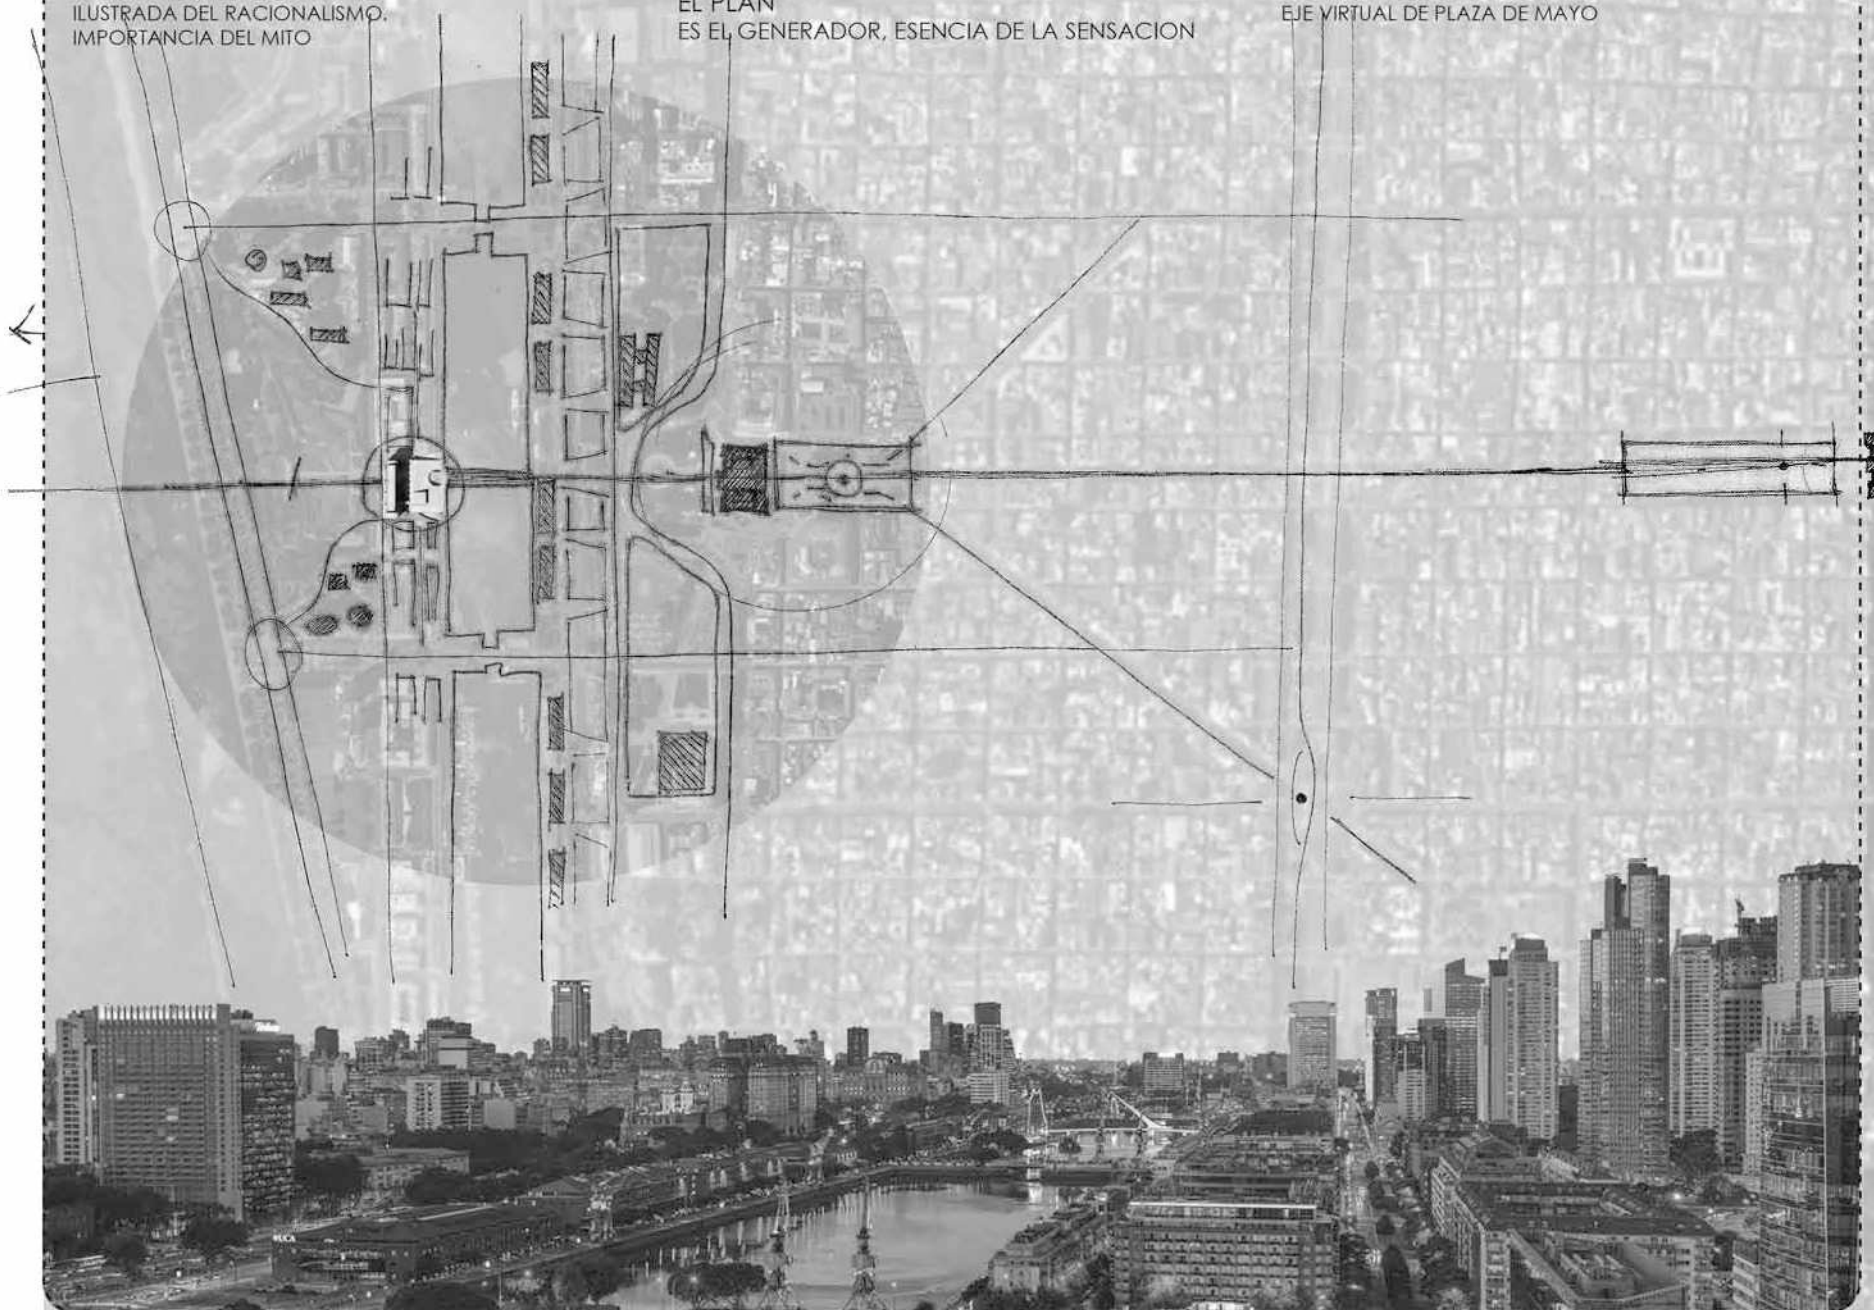 ILUSTRADA DEL RACIONALISMO.
IMPORTANCIA DEL MITO
EL PLAN
ES EL GENERADOR, ESENCIA DE LA SENSACION
EJE VIRTUAL DE PLAZA DE MAYO
UCA